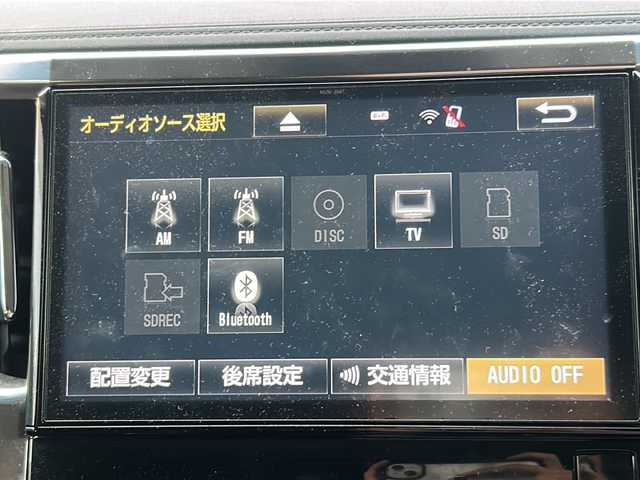 オーディオソース選択
AM
FM
DISC
TV
SD
SDREC
Bluetooth
配置変更
後席設定
交通情報
AUDIO OFF